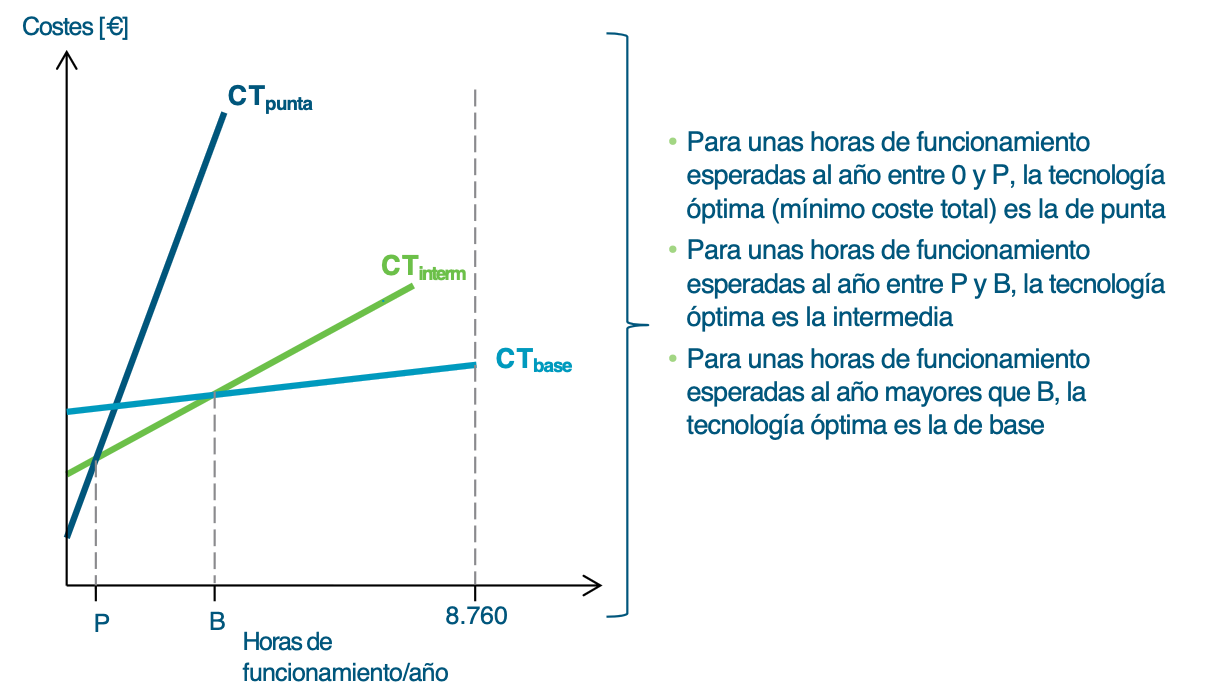 Costes [€]
CTpunta
CTinterm
CTbase
P
B
8.760
Horas de
funcionamiento/año
• Para unas horas de funcionamiento
esperadas al año entre 0 y P, la tecnología
óptima (mínimo coste total) es la de punta
• Para unas horas de funcionamiento
esperadas al año entre P y B, la tecnología
óptima es la intermedia
• Para unas horas de funcionamiento
esperadas al año mayores que B, la
tecnología óptima es la de base